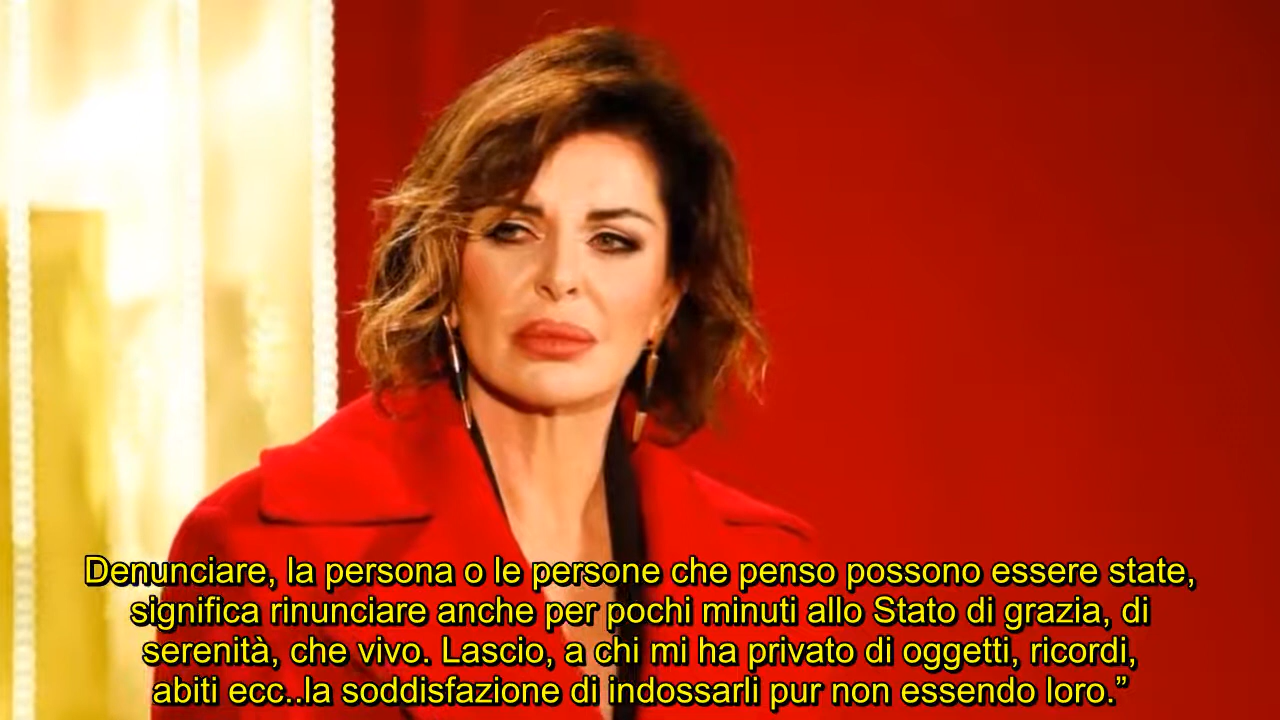 Denunciare, la persona o le persone che penso possono essere state,
significa rinunciare anche per pochi minuti allo Stato di grazia, di
serenità, che vivo. Lascio, a chi mi ha privato di oggetti, ricordi,
abiti ecc..la soddisfazione di indossarli pur non essendo loro.”